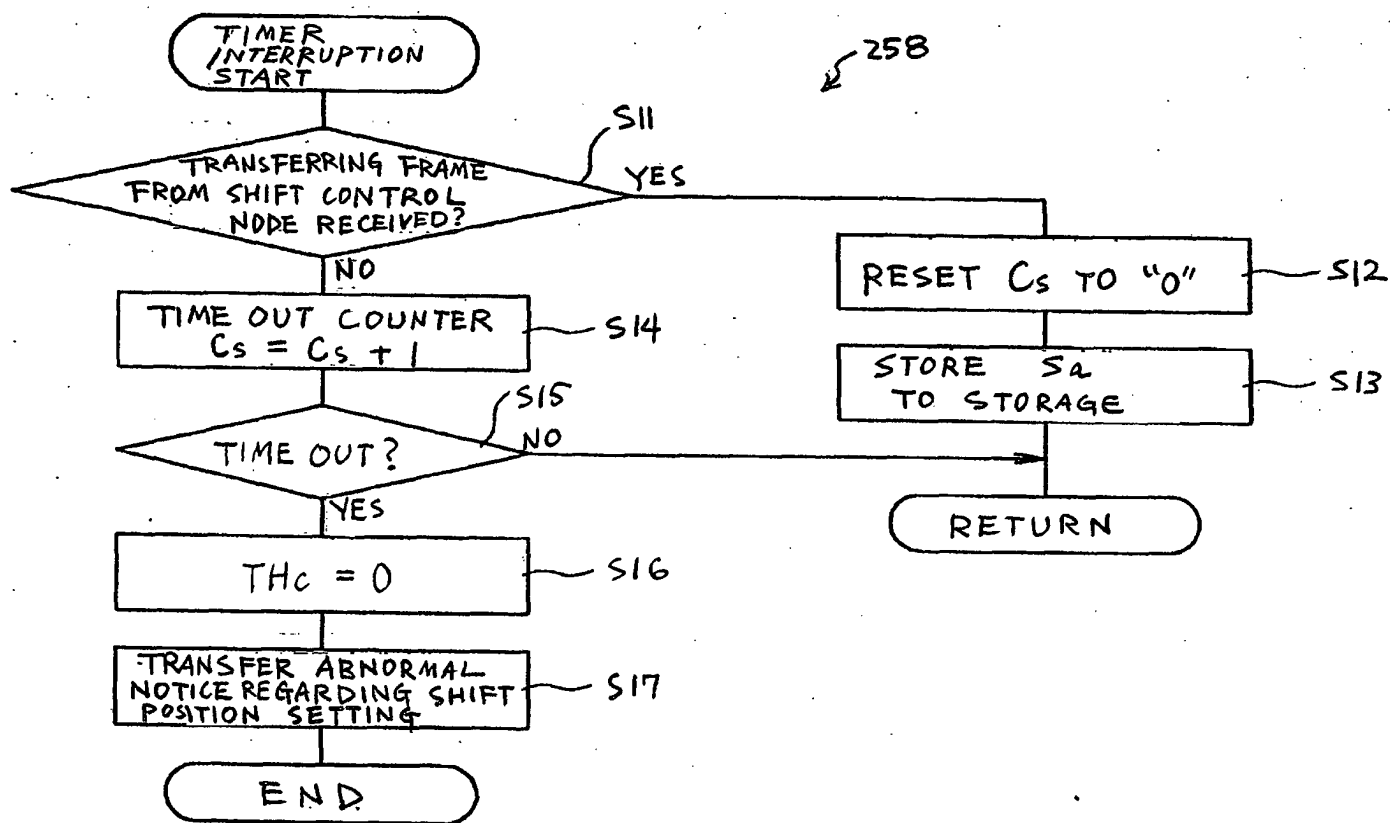 TIMER
INTERRUPTION
START
258
S11
TRANSFERRING FRAME
FROM SHIFT CONTROL
NODE RECEIVED?
YES
NO
RESET Cs TO "0"
S12
TIME OUT COUNTER
Cs = Cs + 1
S14
STORE Sa
TO STORAGE
S13
S15
TIME OUT?
NO
YES
RETURN
THc = 0
S16
TRANSFER ABNORMAL
NOTICE REGARDING SHIFT
POSITION SETTING
S17
END